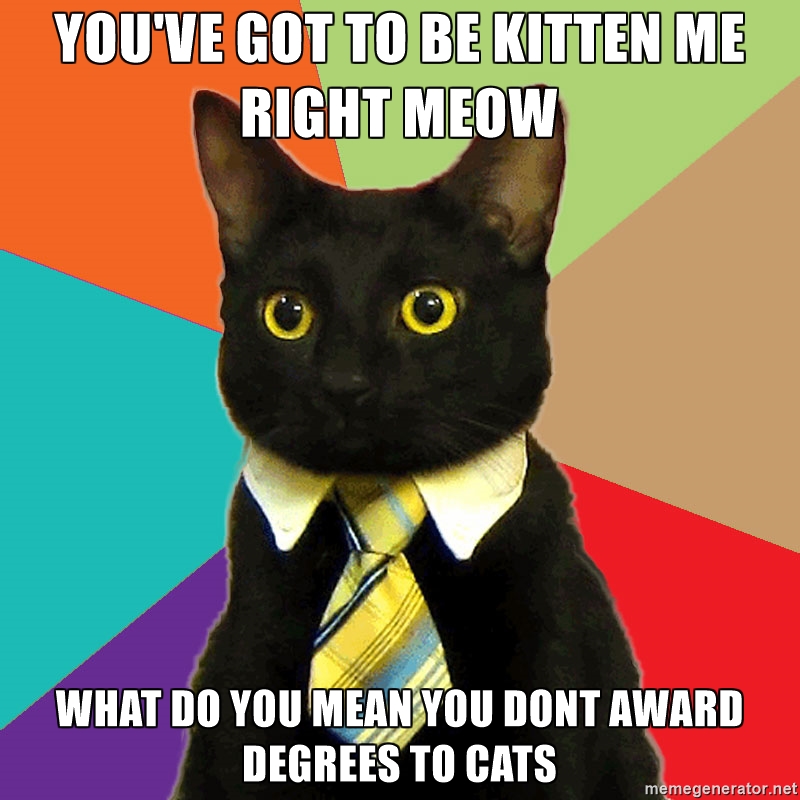 YOU'VE GOT TO BE KITTEN ME
RIGHT MEOW
WHAT DO YOU MEAN YOU DONT AWARD
DEGREES TO CATS
memegenerator.net